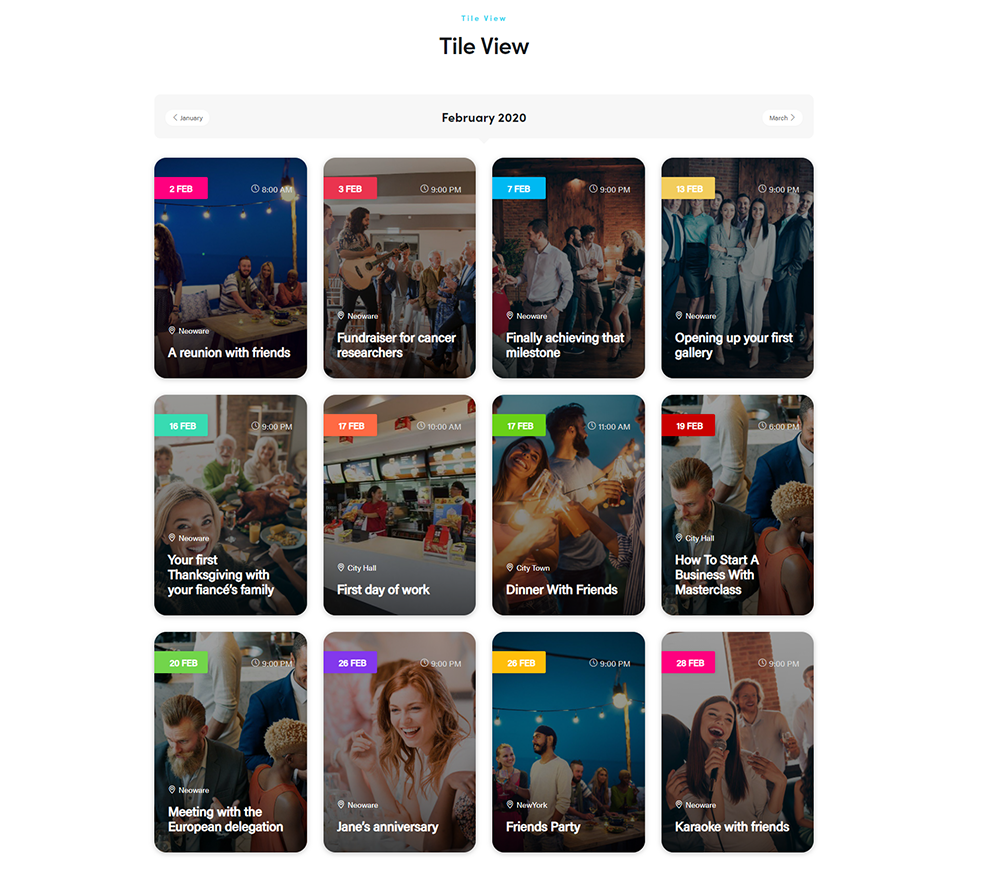 Tile View
Tile View
January
February 2020
March
2 FEB
8:00 AM
Neoware
A reunion with friends
3 FEB
9:00 PM
Neoware
Fundraiser for cancer
researchers
7 FEB
9:00 PM
Neoware
Finally achieving that
milestone
13 FEB
9:00 PM
Neoware
Opening up your first
gallery
16 FEB
9:00 PM
Neoware
Your first
Thanksgiving with
your fiancé's family
17 FEB
10:00 AM
City Hall
First day of work
17 FEB
11:00 AM
City Town
Dinner With Friends
19 FEB
6:00 PM
City Hall
How To Start A
Business With
Masterclass
20 FEB
9:00 PM
Neoware
Meeting with the
European delegation
26 FEB
9:00 PM
Neoware
Jane's anniversary
26 FEB
9:00 PM
NewYork
Friends Party
28 FEB
9:00 PM
Neoware
Karaoke with friends